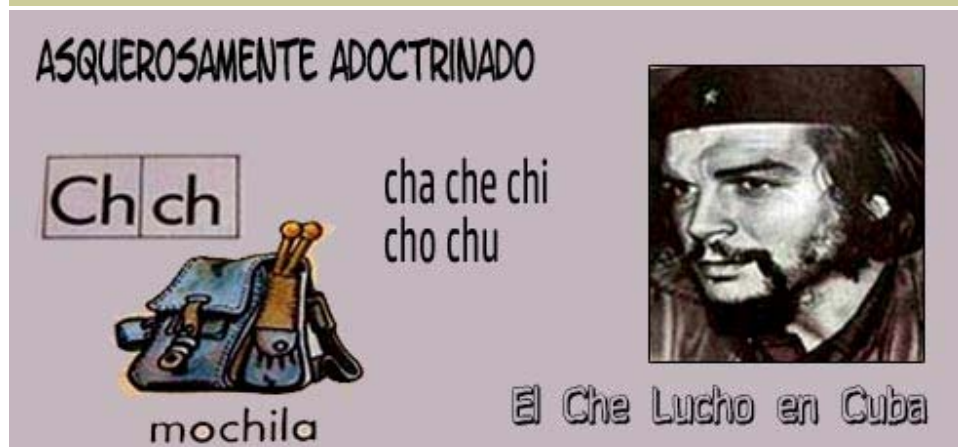 ASQUEROSAMENTE ADOCTRINADO
Ch ch
cha che chi
cho chu
mochila
El Che Lucho en Cuba